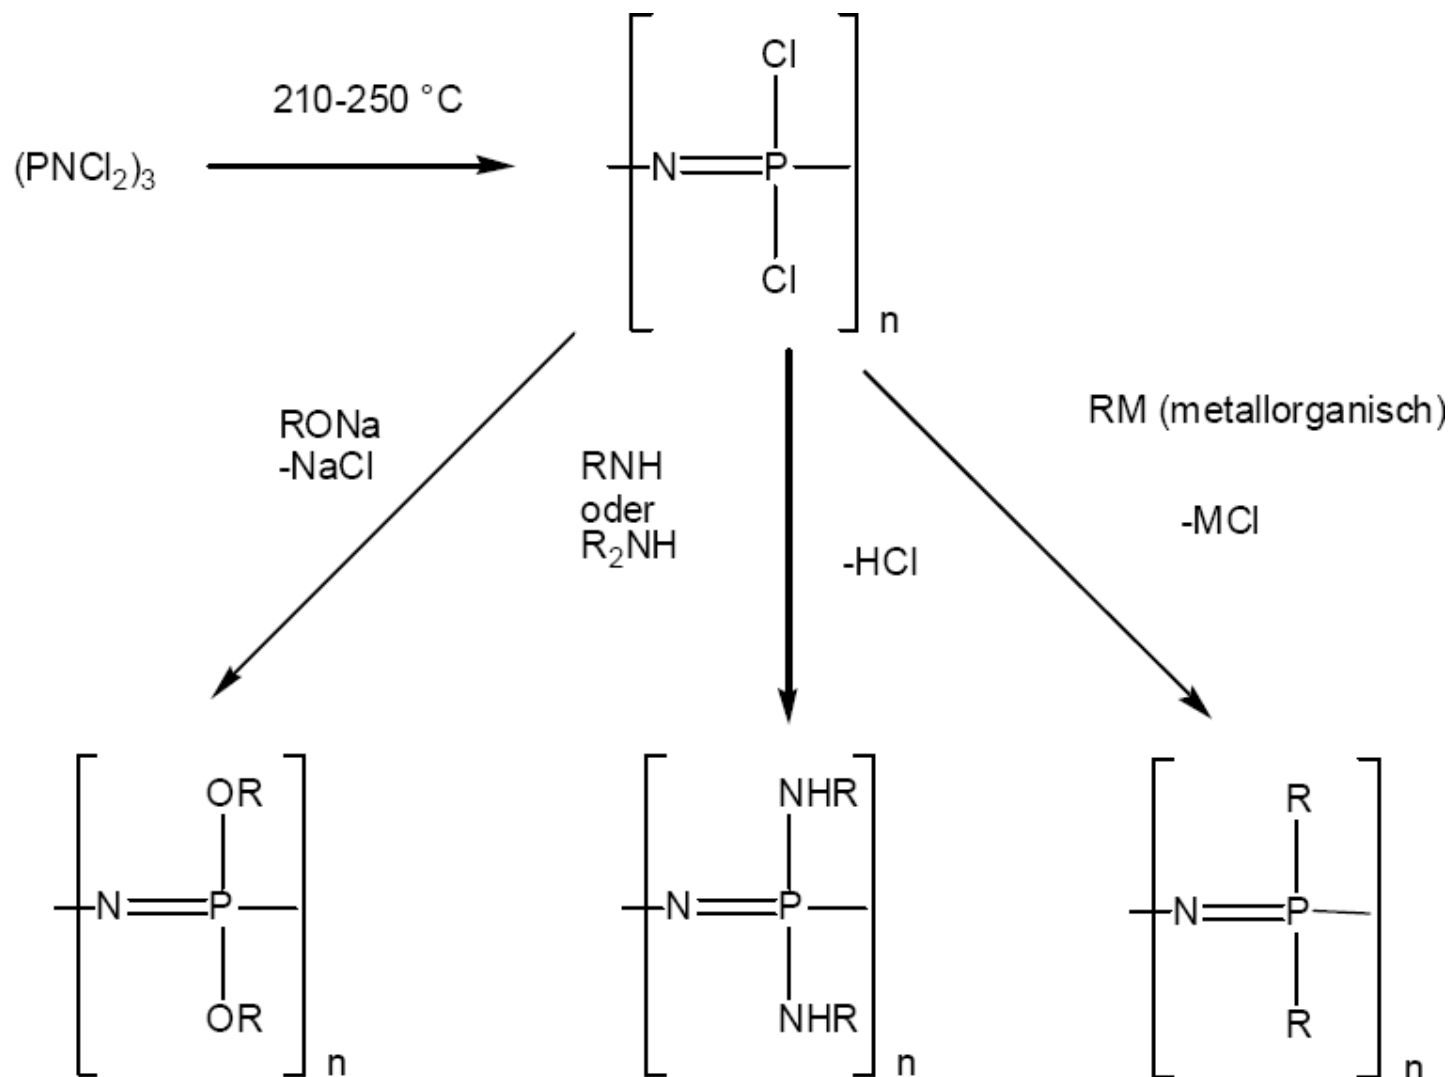 210-250 °C
(PNCl₂)₃
Cl
N
P
Cl
n
RONa
-NaCl
RNH
oder
R₂NH
-HCl
RM (metallorganisch)
-MCl
OR
N
P
OR
n
NHR
N
P
NHR
n
R
N
P
R
n